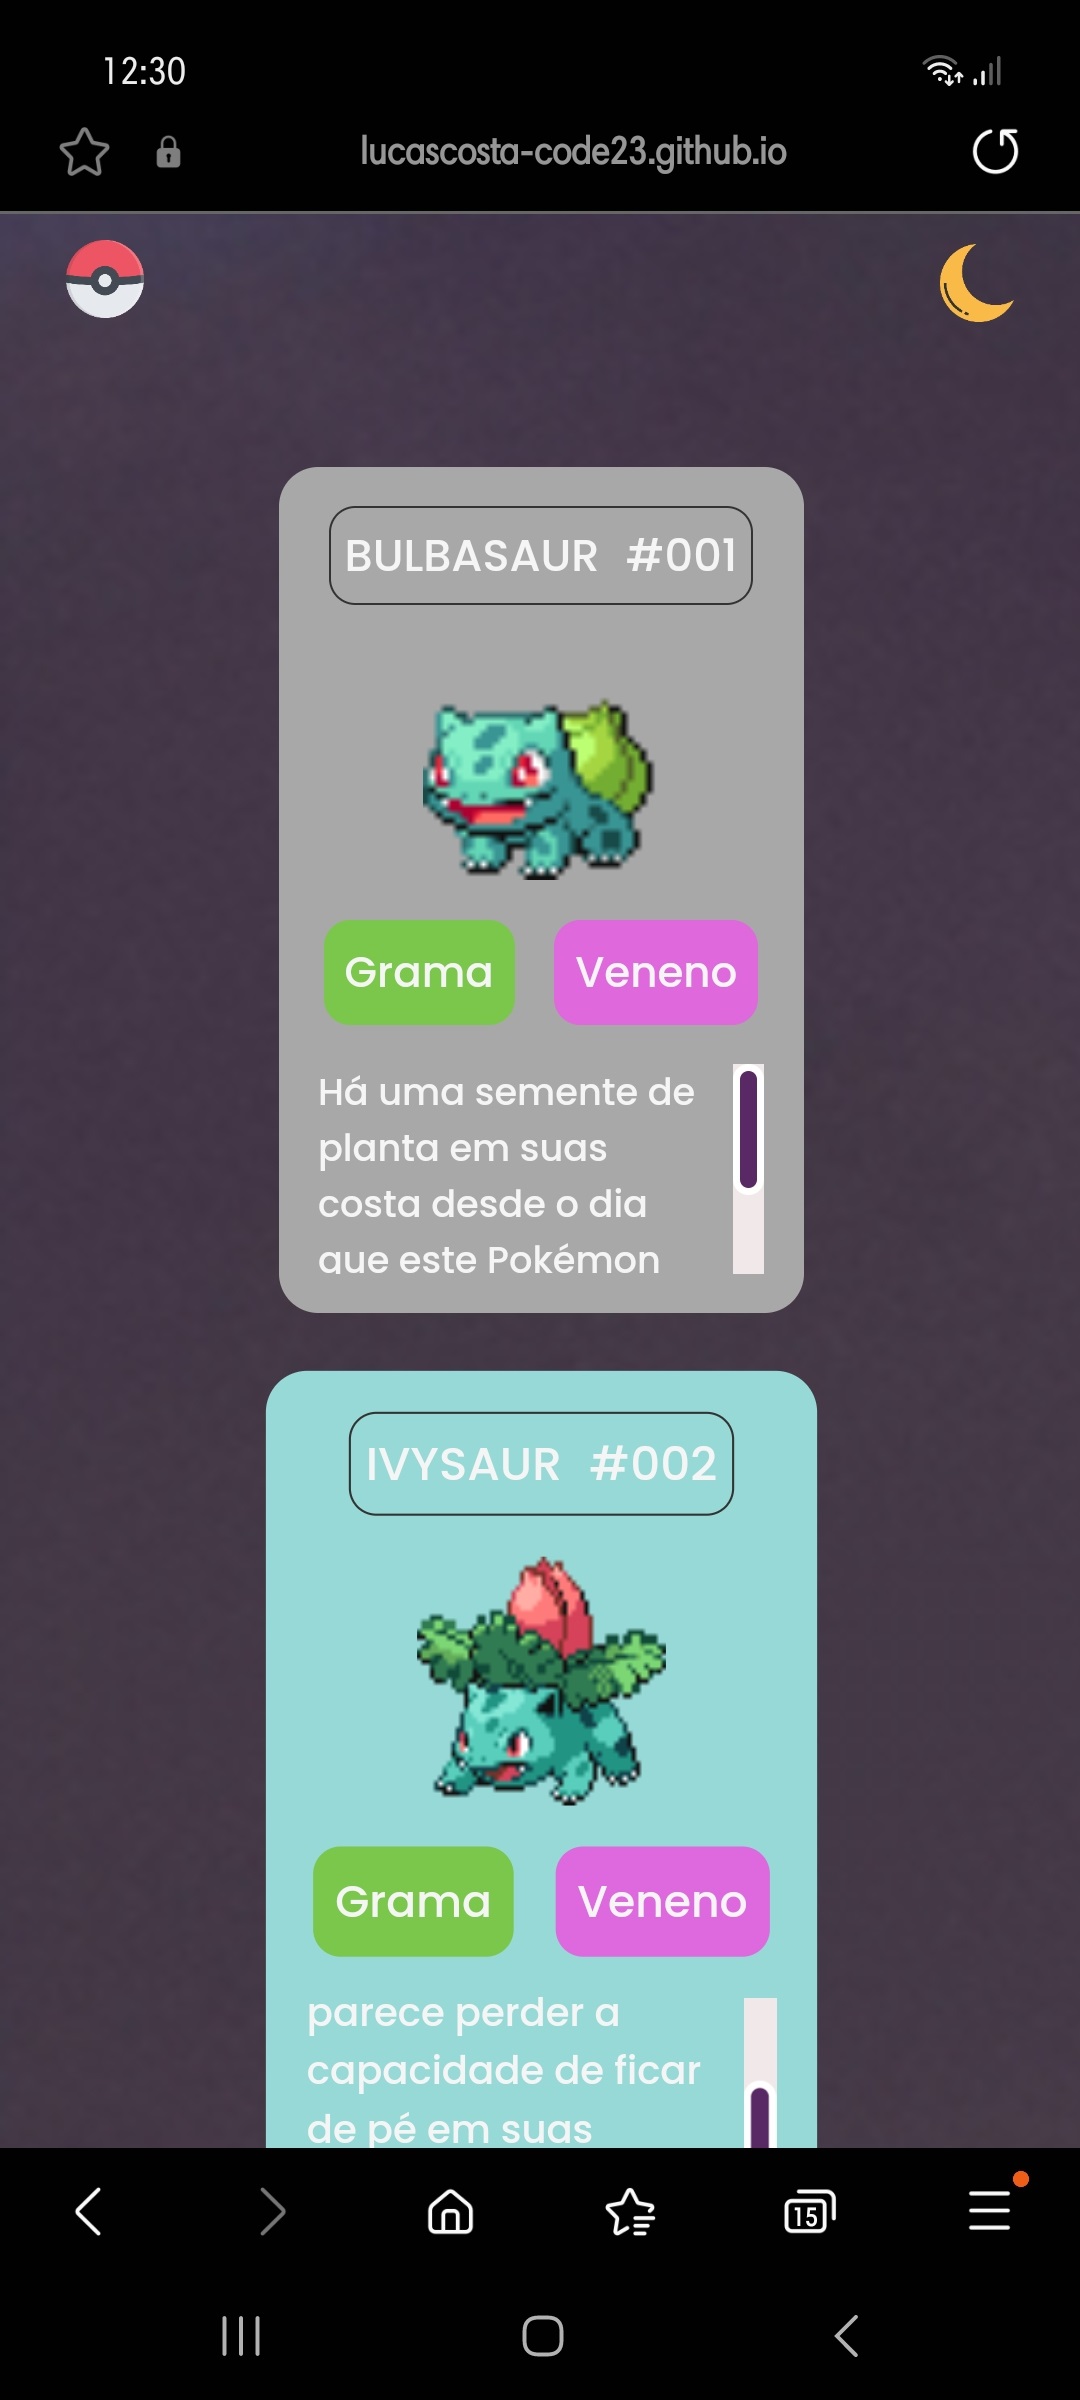 12:30
lucascosta-code23.github.io
BULBASAUR #001
Grama Veneno
Há uma semente de
planta em suas
costa desde o dia
que este Pokémon
IVYSAUR #002
Grama Veneno
parece perder a
capacidade de ficar
de pé em suas
15